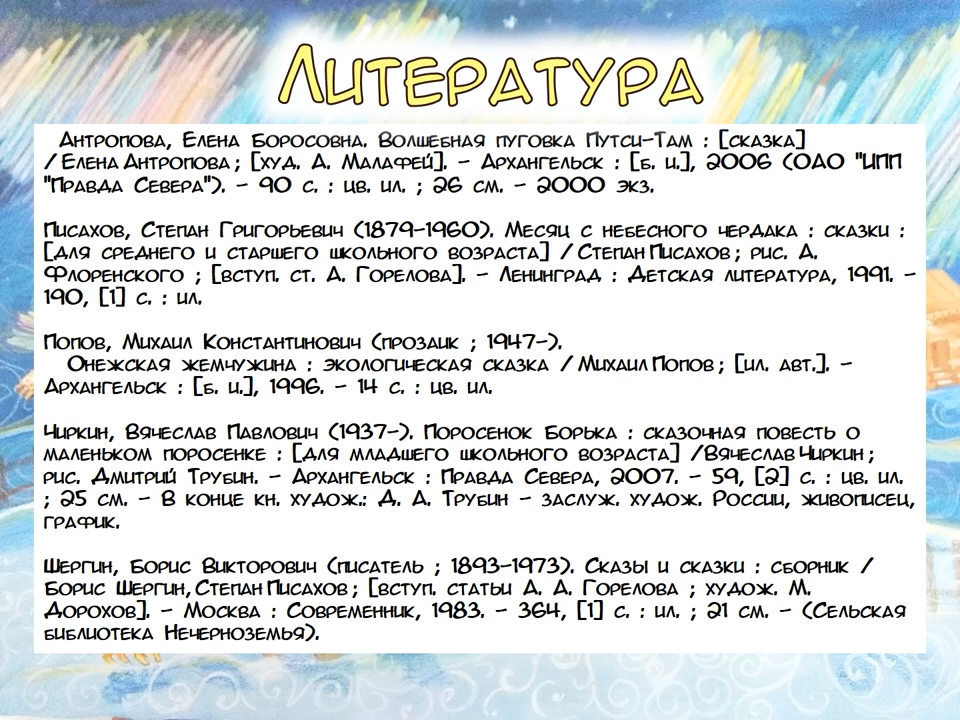 Литература
Антропова, Елена Боросовна. Волшебная пуговка Путси-Там : [сказка]
/ Елена Антропова ; [худ. А. Малафей]. - Архангельск : [б. и.], 2006 (ОАО "ИПП
"Правда Севера"). - 90 с. : цв. ил. ; 26 см. - 2000 экз.
Писахов, Степан Григорьевич (1879-1960). Месяц с небесного чердака : сказки :
[для среднего и старшего школьного возраста] / Степан Писахов ; рис. А.
Флоренского ; [вступ. ст. А. Горелова]. - Ленинград : Детская литература, 1991. -
190, [1] с. : ил.
Попов, Михаил Константинович (прозаик ; 1947-).
Онежская жемчужина : экологическая сказка / Михаил Попов ; [ил. авт.]. -
Архангельск : [б. и.], 1996. - 14 с. : цв. ил.
Чиркин, Вячеслав Павлович (1937-). Поросенок Борька : сказочная повесть о
маленьком поросенке : [для младшего школьного возраста] / Вячеслав Чиркин ;
рис. Дмитрий Трубин. - Архангельск : Правда Севера, 2007. - 59, [2] с. : цв. ил.
; 25 см. - В конце кн. худож.: Д. А. Трубин - заслуж. худож. России, живописец,
график.
Шергин, Борис Викторович (писатель ; 1893-1973). Сказы и сказки : сборник /
Борис Шергин, Степан Писахов ; [вступ. статьи А. А. Горелова ; худож. М.
Дорохов]. - Москва : Современник, 1983. - 364, [1] с. : ил. ; 21 см. - (Сельская
библиотека Нечерноземья).